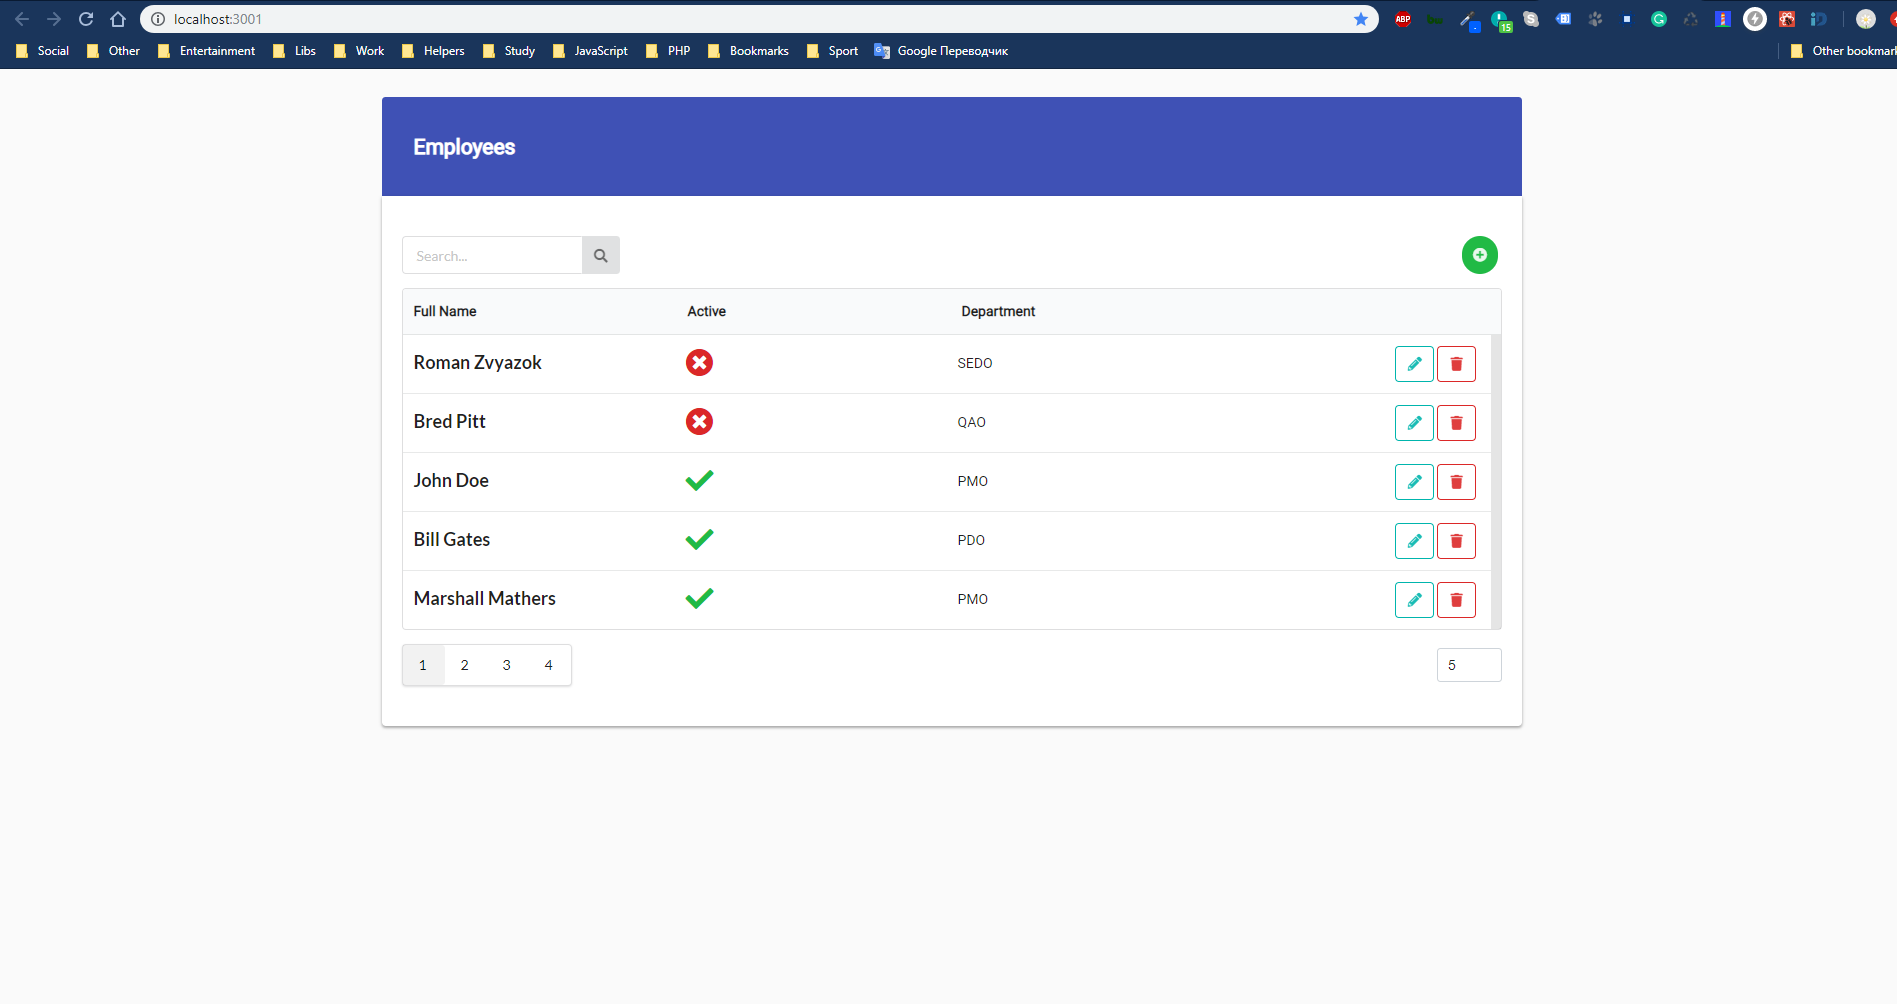 localhost:3001
ABP 15
Social Other Entertainment Libs Work Helpers Study JavaScript PHP Bookmarks Sport Google Переводчик
Employees
Search...
Full Name Active Department
Roman Zvyazok SEDO
Bred Pitt QAO
John Doe PMO
Bill Gates PDO
Marshall Mathers PMO
1 2 3 4 5